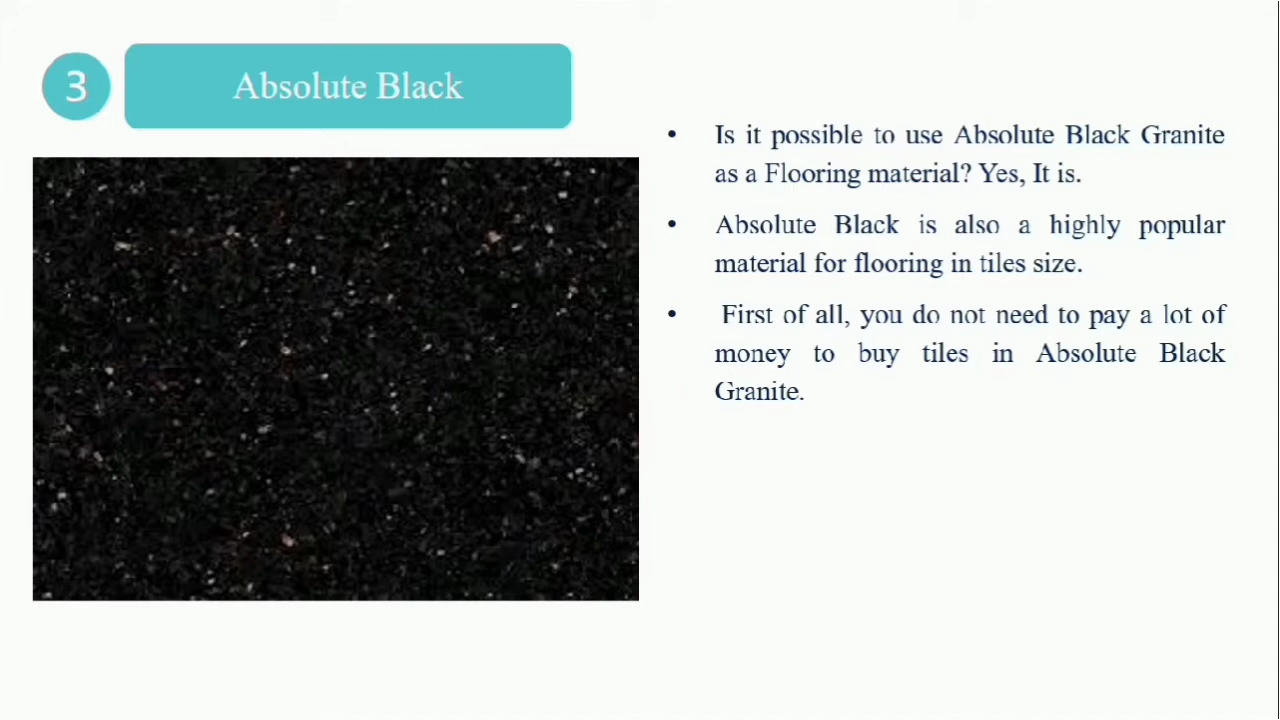 3
Absolute Black
• Is it possible to use Absolute Black Granite
as a Flooring material? Yes, It is.
• Absolute Black is also a highly popular
material for flooring in tiles size.
• First of all, you do not need to pay a lot of
money to buy tiles in Absolute Black
Granite.